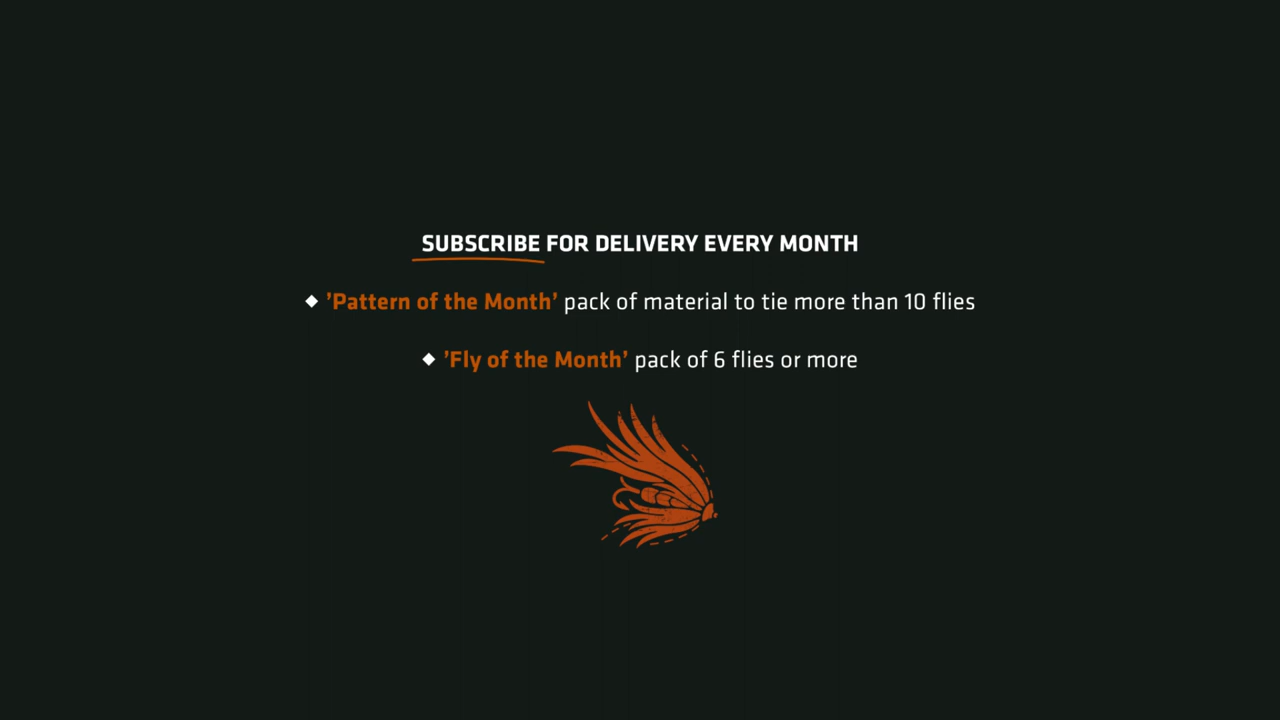 SUBSCRIBE FOR DELIVERY EVERY MONTH
◆ ’Pattern of the Month’ pack of material to tie more than 10 flies
◆ ’Fly of the Month’ pack of 6 flies or more